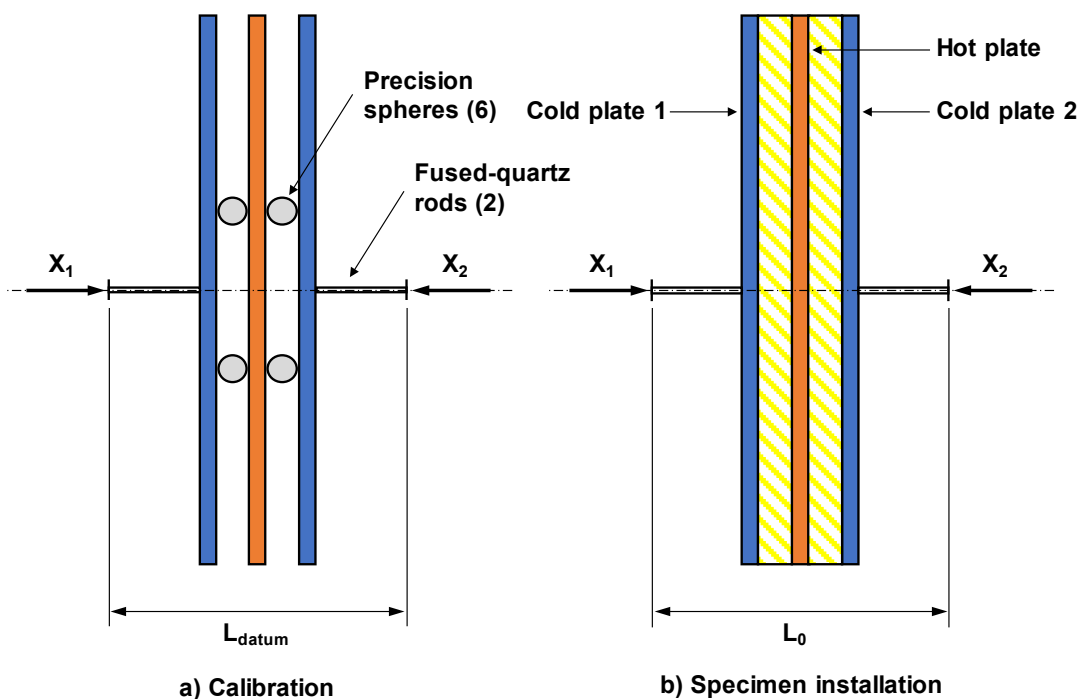 Precision
spheres (6)
Fused-quartz
rods (2)
X1
X2
Ldatum
a) Calibration
Hot plate
Cold plate 1
Cold plate 2
X1
X2
L0
b) Specimen installation